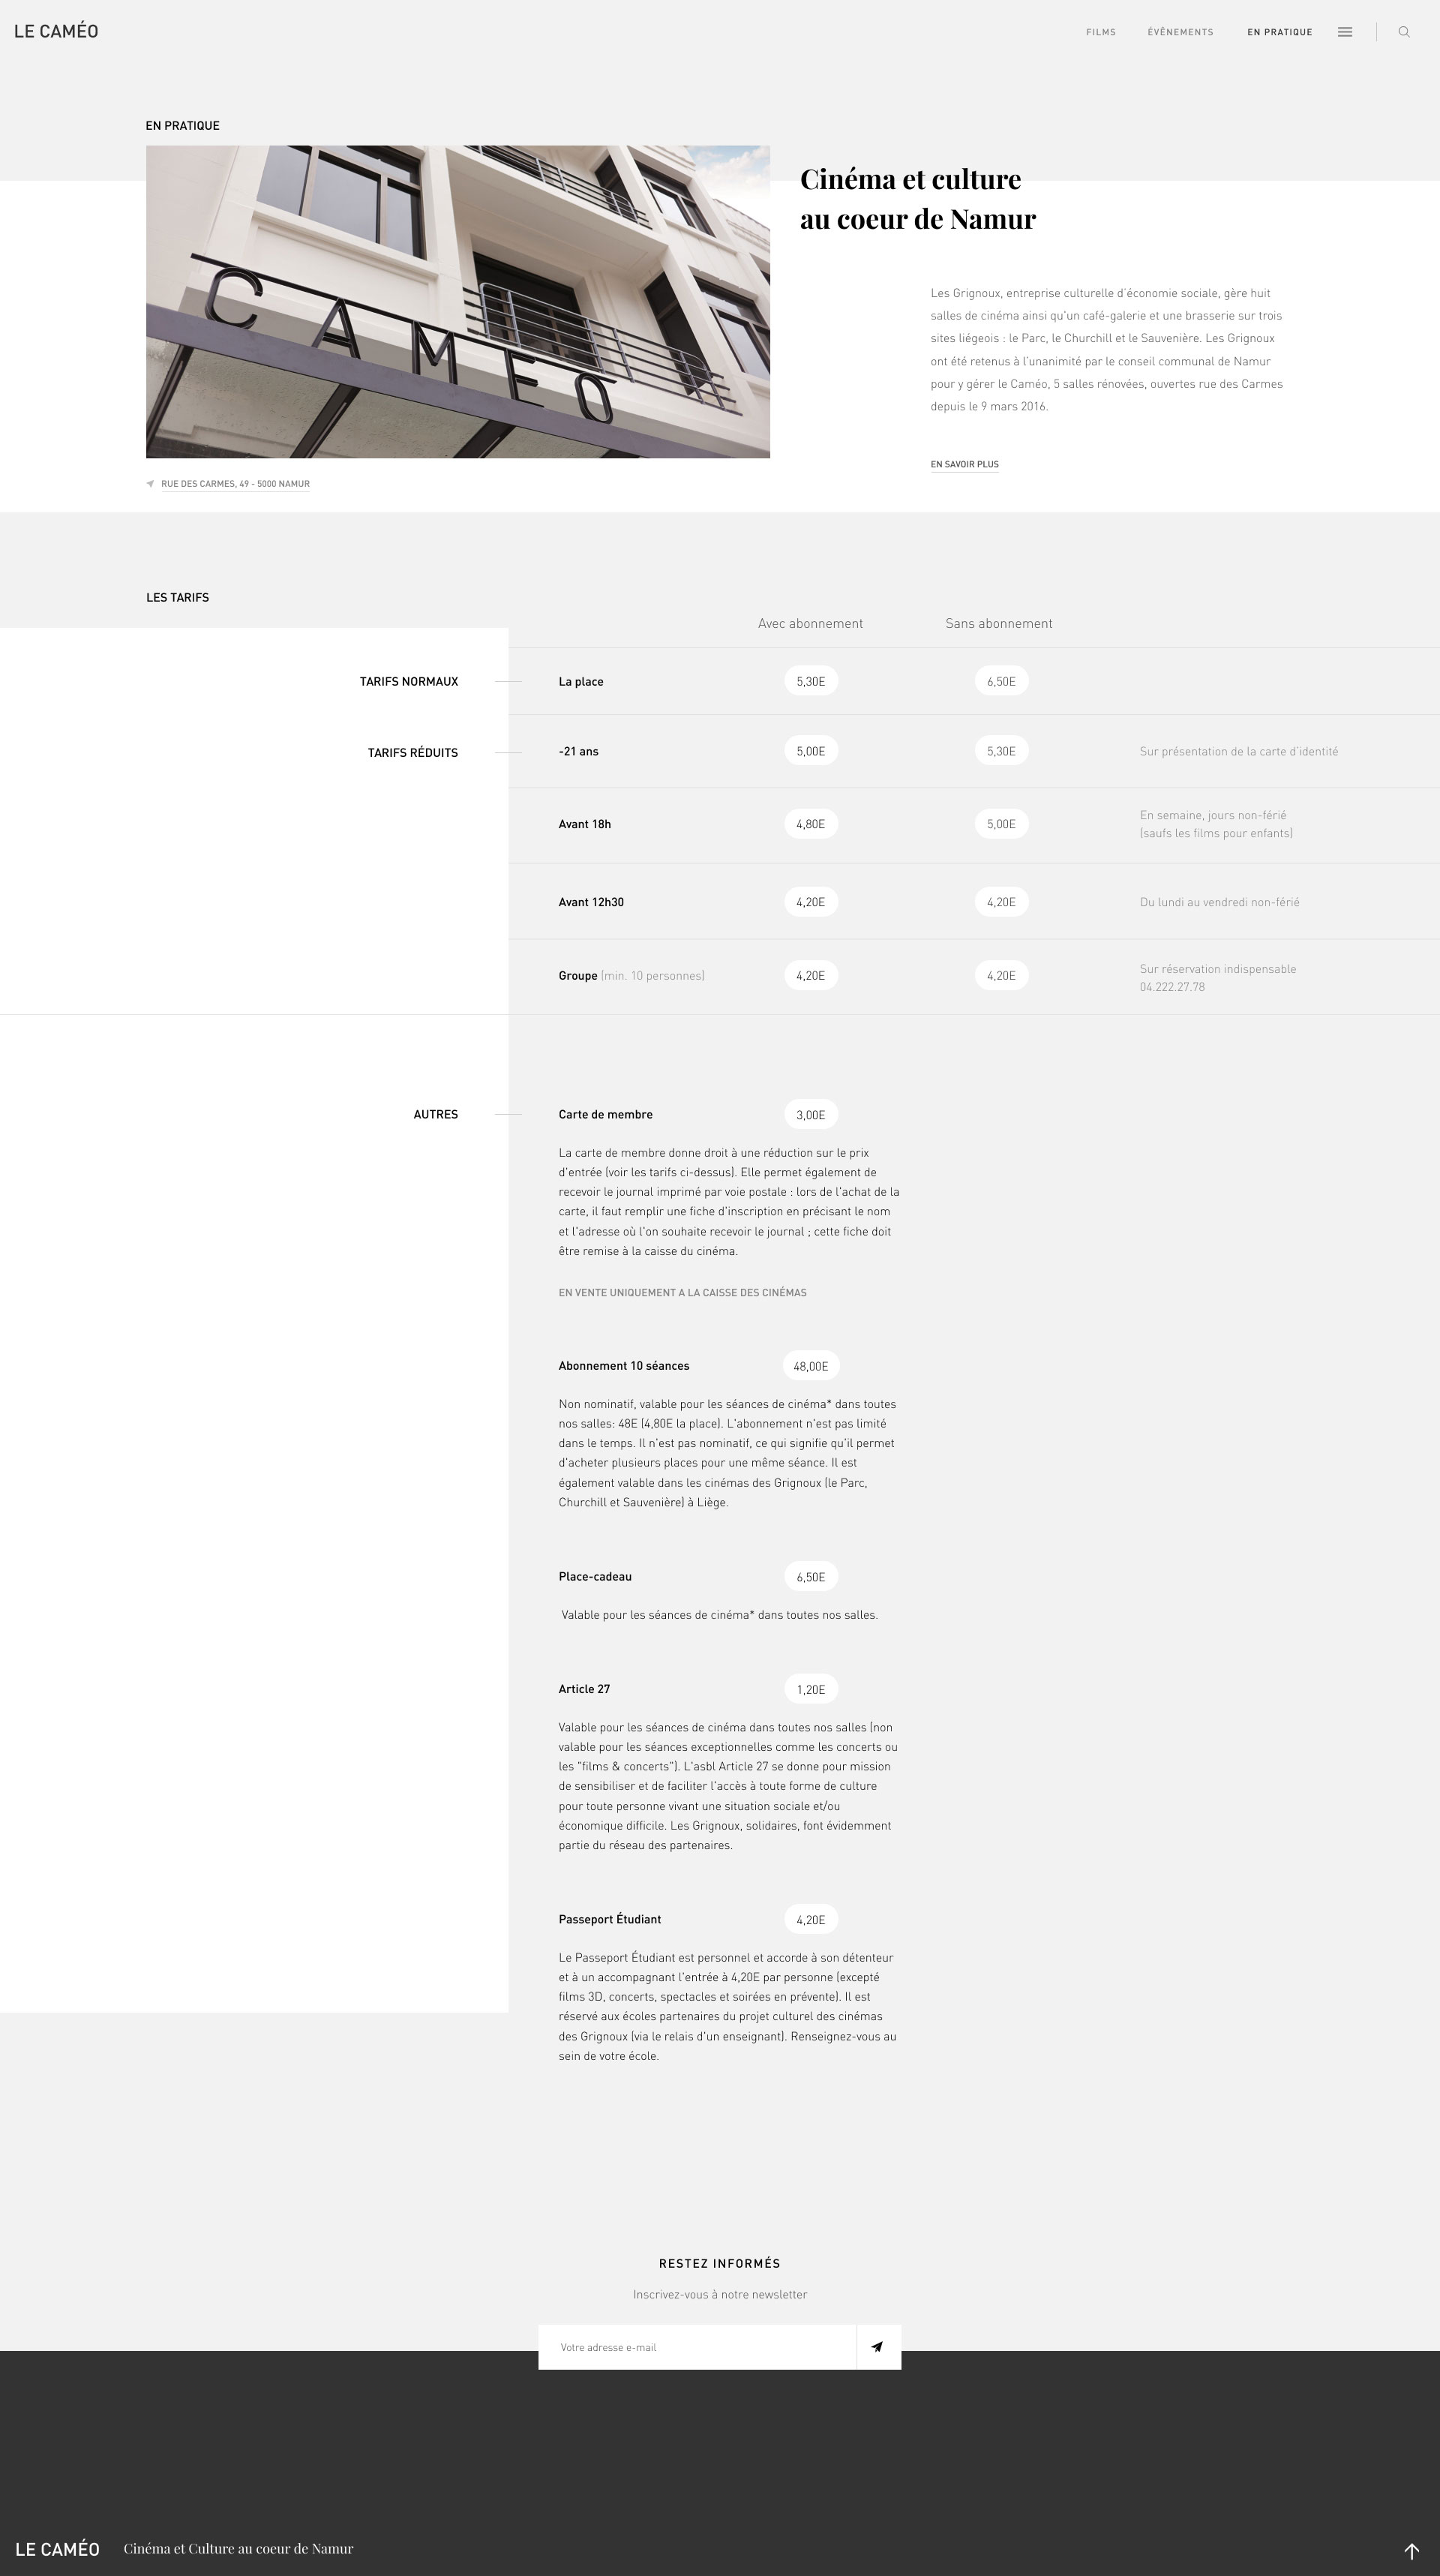 LE CAMÉO
FILMS
ÉVÊNEMENTS
EN PRATIQUE
EN PRATIQUE
CAMEO
Cinéma et culture
au coeur de Namur
Les Grignoux, entreprise culturelle d'économie sociale, gère huit
salles de cinéma ainsi qu'un café-galerie et une brasserie sur trois
sites liégeois : le Parc, le Churchill et le Sauvenière. Les Grignoux
ont été retenus à l'unanimité par le conseil communal de Namur
pour y gérer le Caméo, 5 salles rénovées, ouvertes rue des Carmes
depuis le 9 mars 2016.
EN SAVOIR PLUS
RUE DES CARMES, 49 - 5000 NAMUR
LES TARIFS
Avec abonnement
Sans abonnement
TARIFS NORMAUX
La place
5,30E
6,50E
TARIFS RÉDUITS
-21 ans
5,00E
5,30E
Sur présentation de la carte d'identité
Avant 18h
4,80E
5,00E
En semaine, jours non-férié
(saufs les films pour enfants)
Avant 12h30
4,20E
4,20E
Du lundi au vendredi non-férié
Groupe (min. 10 personnes)
4,20E
4,20E
Sur réservation indispensable
04.222.27.78
AUTRES
Carte de membre
3,00E
La carte de membre donne droit à une réduction sur le prix
d'entrée (voir les tarifs ci-dessus). Elle permet également de
recevoir le journal imprimé par voie postale : lors de l'achat de la
carte, il faut remplir une fiche d'inscription en précisant le nom
et l'adresse où l'on souhaite recevoir le journal ; cette fiche doit
être remise à la caisse du cinéma.
EN VENTE UNIQUEMENT A LA CAISSE DES CINÉMAS
Abonnement 10 séances
48,00E
Non nominatif, valable pour les séances de cinéma* dans toutes
nos salles: 48E (4,80E la place). L'abonnement n'est pas limité
dans le temps. Il n'est pas nominatif, ce qui signifie qu'il permet
d'acheter plusieurs places pour une même séance. Il est
également valable dans les cinémas des Grignoux (le Parc,
Churchill et Sauvenière) à Liège.
Place-cadeau
6,50E
Valable pour les séances de cinéma* dans toutes nos salles.
Article 27
1,20E
Valable pour les séances de cinéma dans toutes nos salles (non
valable pour les séances exceptionnelles comme les concerts ou
les "films & concerts"). L'asbl Article 27 se donne pour mission
de sensibiliser et de faciliter l'accès à toute forme de culture
pour toute personne vivant une situation sociale et/ou
économique difficile. Les Grignoux, solidaires, font évidemment
partie du réseau des partenaires.
Passeport Étudiant
4,20E
Le Passeport Étudiant est personnel et accorde à son détenteur
et à un accompagnant l'entrée à 4,20E par personne (excepté
films 3D, concerts, spectacles et soirées en prévente). Il est
réservé aux écoles partenaires du projet culturel des cinémas
des Grignoux (via le relais d'un enseignant). Renseignez-vous au
sein de votre école.
RESTEZ INFORMÉS
Inscrivez-vous à notre newsletter
Votre adresse e-mail
LE CAMÉO
Cinéma et Culture au coeur de Namur